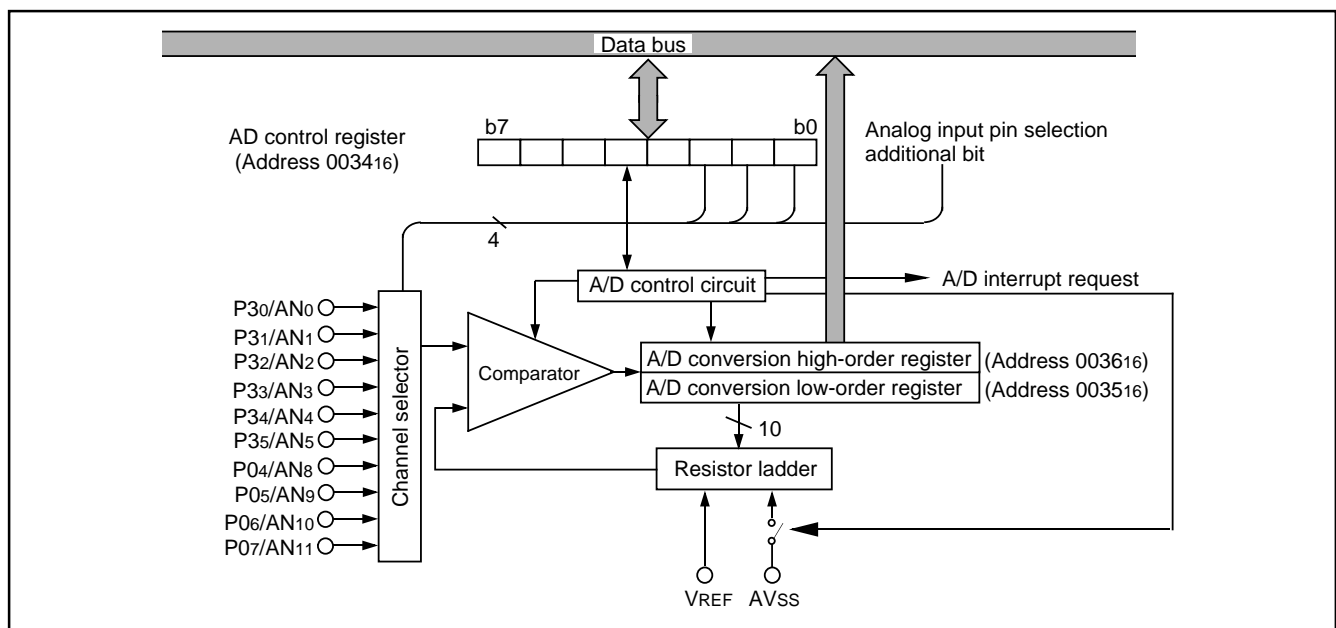 Data bus
b7 b0
AD control register
(Address 003416)
Analog input pin selection
additional bit
4
A/D control circuit
A/D interrupt request
P30/AN0
P31/AN1
P32/AN2
P33/AN3
P34/AN4
P35/AN5
P04/AN8
P05/AN9
P06/AN10
P07/AN11
Channel selector
Comparator
A/D conversion high-order register (Address 003616)
A/D conversion low-order register (Address 003516)
10
Resistor ladder
VREF AVSS